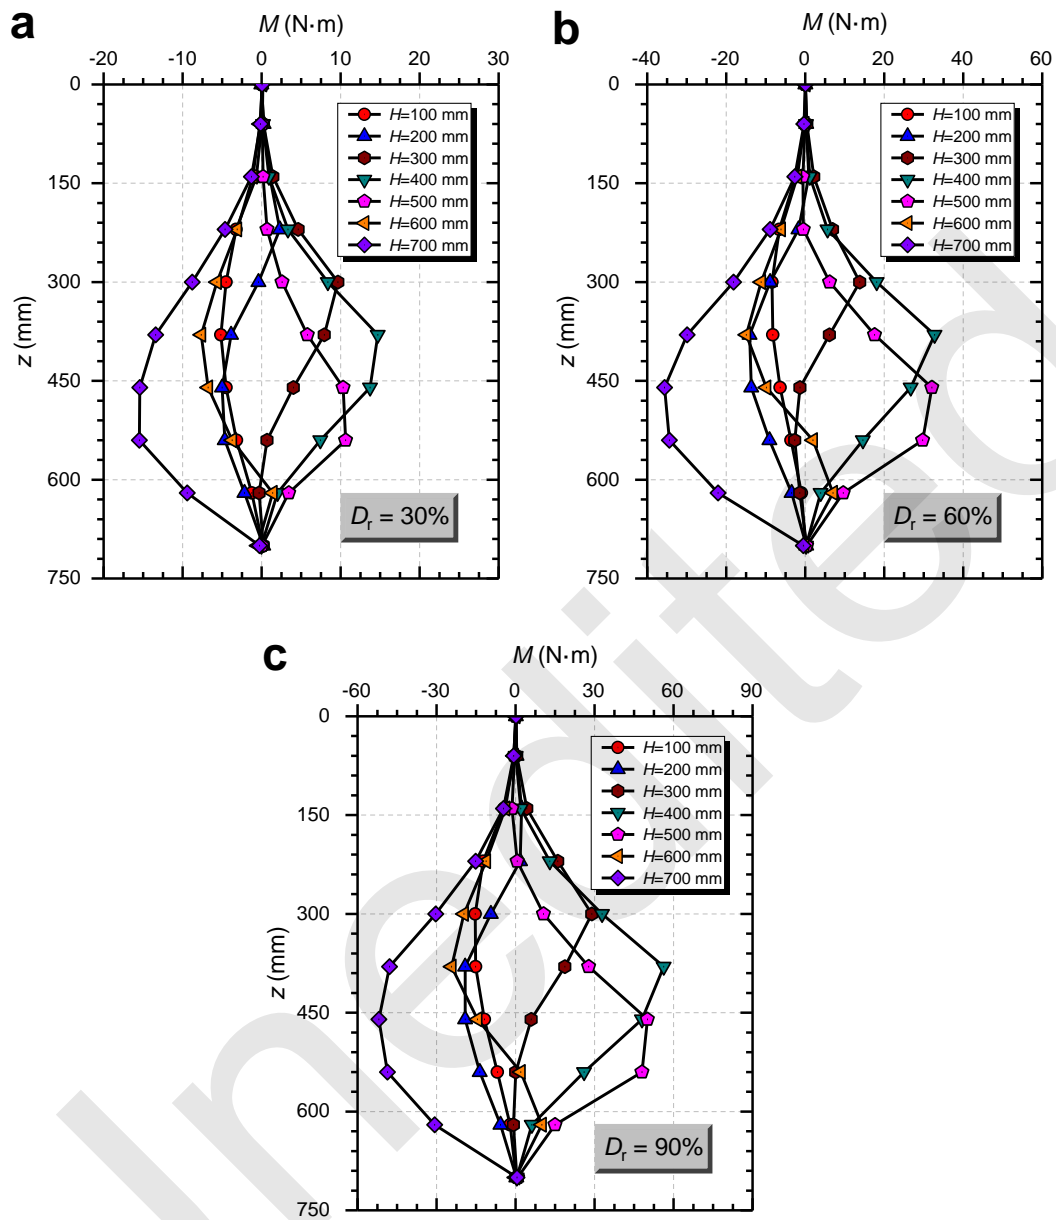 a
M (N·m)
-20 -10 0 10 20 30
0
150
300
450
600
750
z (mm)
H=100 mm
H=200 mm
H=300 mm
H=400 mm
H=500 mm
H=600 mm
H=700 mm
Dr = 30%
b
M (N·m)
-40 -20 0 20 40 60
0
150
300
450
600
750
z (mm)
H=100 mm
H=200 mm
H=300 mm
H=400 mm
H=500 mm
H=600 mm
H=700 mm
Dr = 60%
c
M (N·m)
-60 -30 0 30 60 90
0
150
300
450
600
750
z (mm)
H=100 mm
H=200 mm
H=300 mm
H=400 mm
H=500 mm
H=600 mm
H=700 mm
Dr = 90%
Inedited